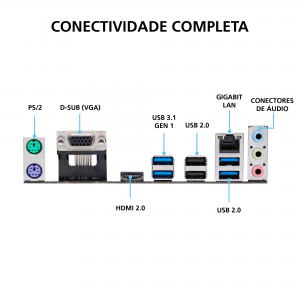 CONECTIVIDADE COMPLETA
PS/2
D-SUB (VGA)
USB 3.1
GEN 1
USB 2.0
GIGABIT
LAN
CONECTORES
DE ÁUDIO
HDMI 2.0
USB 2.0